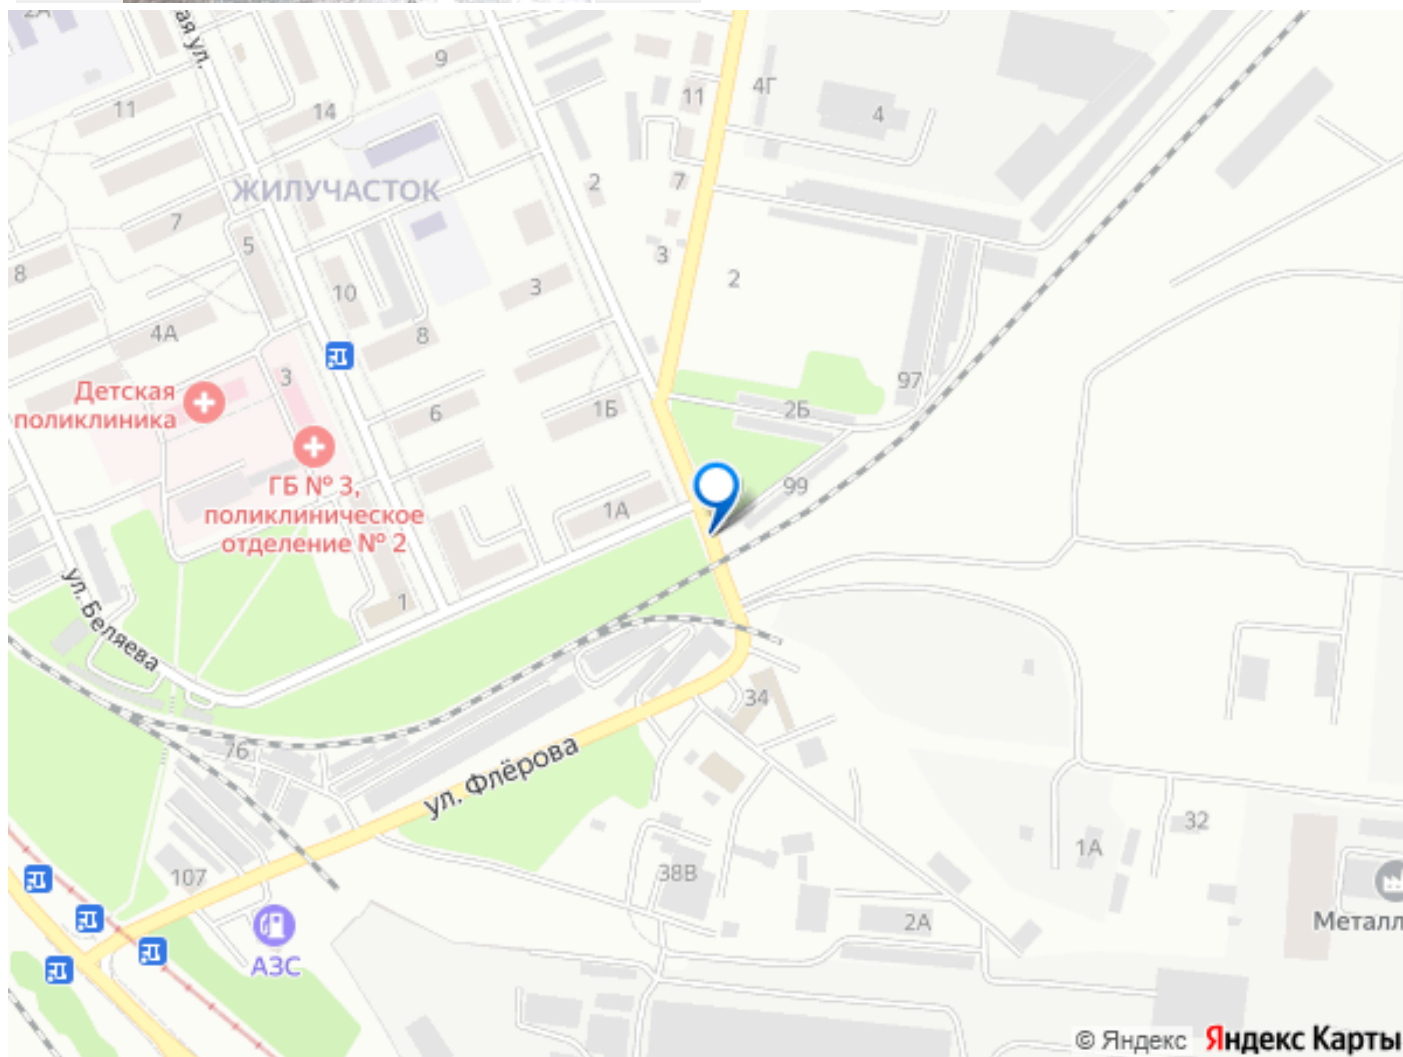 2А
ая ул.
9
11
14
11
4Г
4
ЖИЛУЧАСТОК
2
7
7
5
3
8
10
3
2
4А
8
3
97
Детская
поликлиника
6
1Б
2Б
ГБ № 3,
поликлиническое
отделение № 2
99
1А
ул. Беляева
1
34
76
ул. Флёрова
32
1А
107
38В
2А
Металл
АЗС
© Яндекс
Яндекс Карты